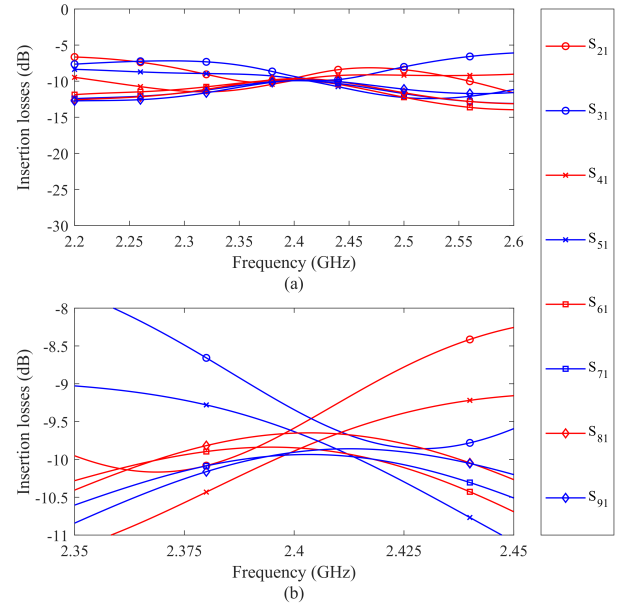 0
-5
-10
-15
-20
-25
-30
Insertion losses (dB)
2.2 2.25 2.3 2.35 2.4 2.45 2.5 2.55 2.6
Frequency (GHz)
(a)
-8
-8.5
-9
-9.5
-10
-10.5
-11
Insertion losses (dB)
2.35 2.375 2.4 2.425 2.45
Frequency (GHz)
(b)
S21
S31
S41
S51
S61
S71
S81
S91